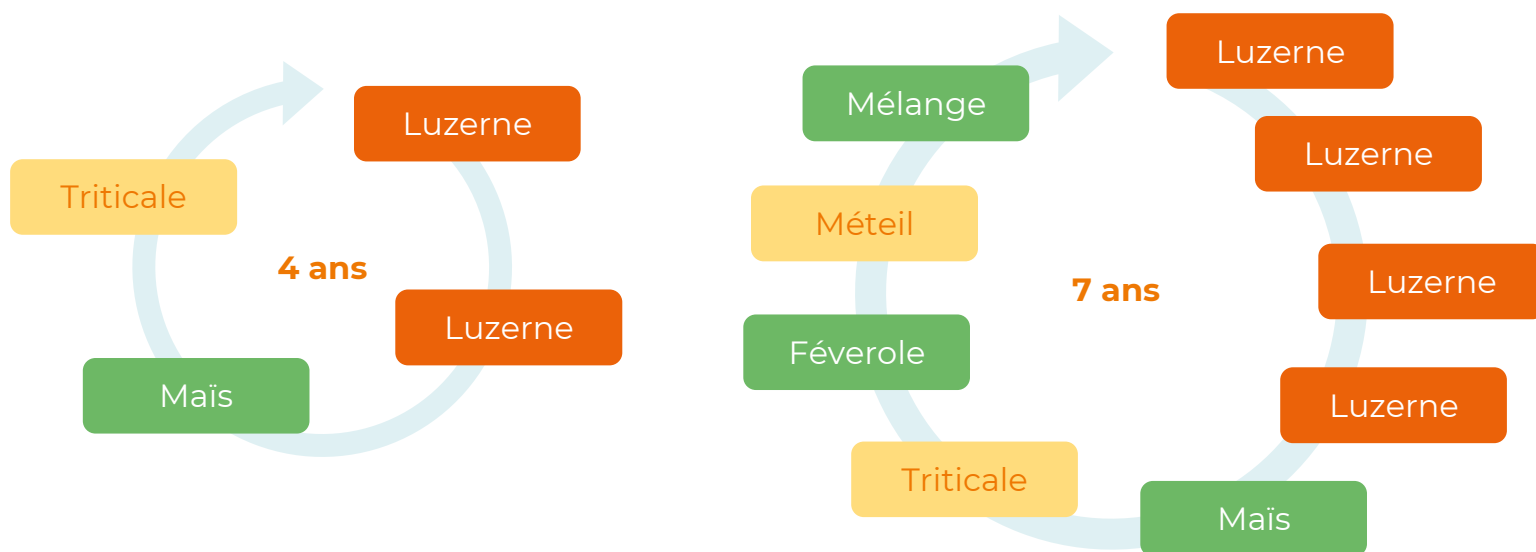 Luzerne
Luzerne
Maïs
Triticale
4 ans
Luzerne
Luzerne
Luzerne
Luzerne
Maïs
Triticale
Féverole
Méteil
Mélange
7 ans